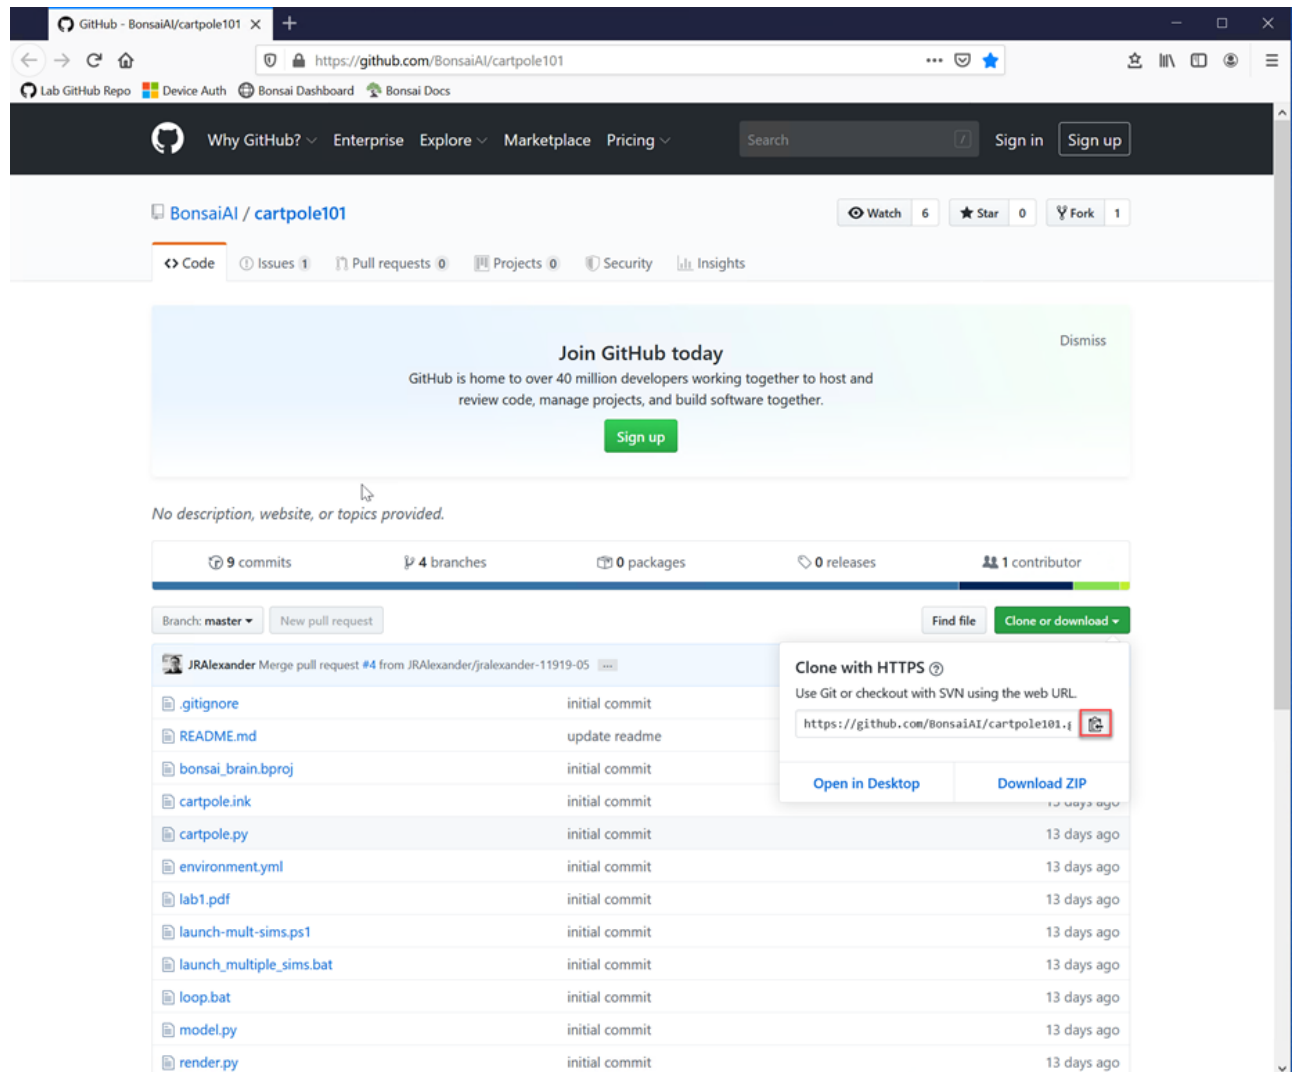 GitHub - BonsaiAI/cartpole101
https://github.com/BonsaiAI/cartpole101
Lab GitHub Repo Device Auth Bonsai Dashboard Bonsai Docs
Why GitHub? Enterprise Explore Marketplace Pricing Search / Sign in Sign up
BonsaiAI / cartpole101
Watch 6 Star 0 Fork 1
Code Issues 1 Pull requests 0 Projects 0 Security Insights
Join GitHub today
Dismiss
GitHub is home to over 40 million developers working together to host and
review code, manage projects, and build software together.
Sign up
No description, website, or topics provided.
9 commits 4 branches 0 packages 0 releases 1 contributor
Branch: master New pull request Find file Clone or download
JRAlexander Merge pull request #4 from JRAlexander/jralexander-11919-05 ...
Clone with HTTPS
Use Git or checkout with SVN using the web URL.
https://github.com/BonsaiAI/cartpole101.g
Open in Desktop Download ZIP
.gitignore initial commit
README.md update readme
bonsai_brain.bproj initial commit
cartpole.ink initial commit 13 days ago
cartpole.py initial commit 13 days ago
environment.yml initial commit 13 days ago
lab1.pdf initial commit 13 days ago
launch-mult-sims.ps1 initial commit 13 days ago
launch_multiple_sims.bat initial commit 13 days ago
loop.bat initial commit 13 days ago
model.py initial commit 13 days ago
render.py initial commit 13 days ago